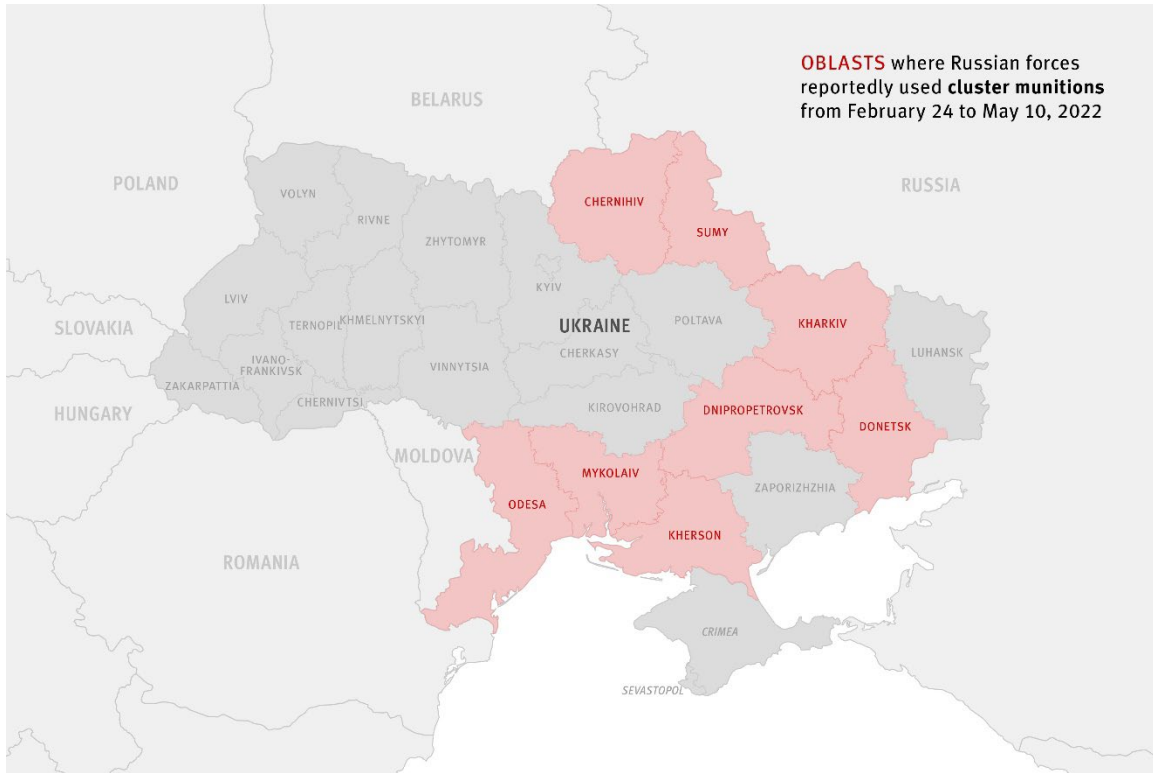 OBLASTS where Russian forces
reportedly used cluster munitions
from February 24 to May 10, 2022
BELARUS
POLAND
RUSSIA
VOLYN
RIVNE
CHERNIHIV
SUMY
ZHYTOMYR
KYIV
LVIV
TERNOPIL
KHMELNYTSKYI
UKRAINE
POLTAVA
KHARKIV
SLOVAKIA
LUHANSK
CHERKASY
IVANO-
FRANKIVSK
VINNYTSIA
ZAKARPATTIA
CHERNIVTSI
KIROVOHRAD
DNIPROPETROVSK
HUNGARY
DONETSK
MOLDOVA
MYKOLAIV
ZAPORIZHZHIA
ODESA
KHERSON
ROMANIA
CRIMEA
SEVASTOPOL